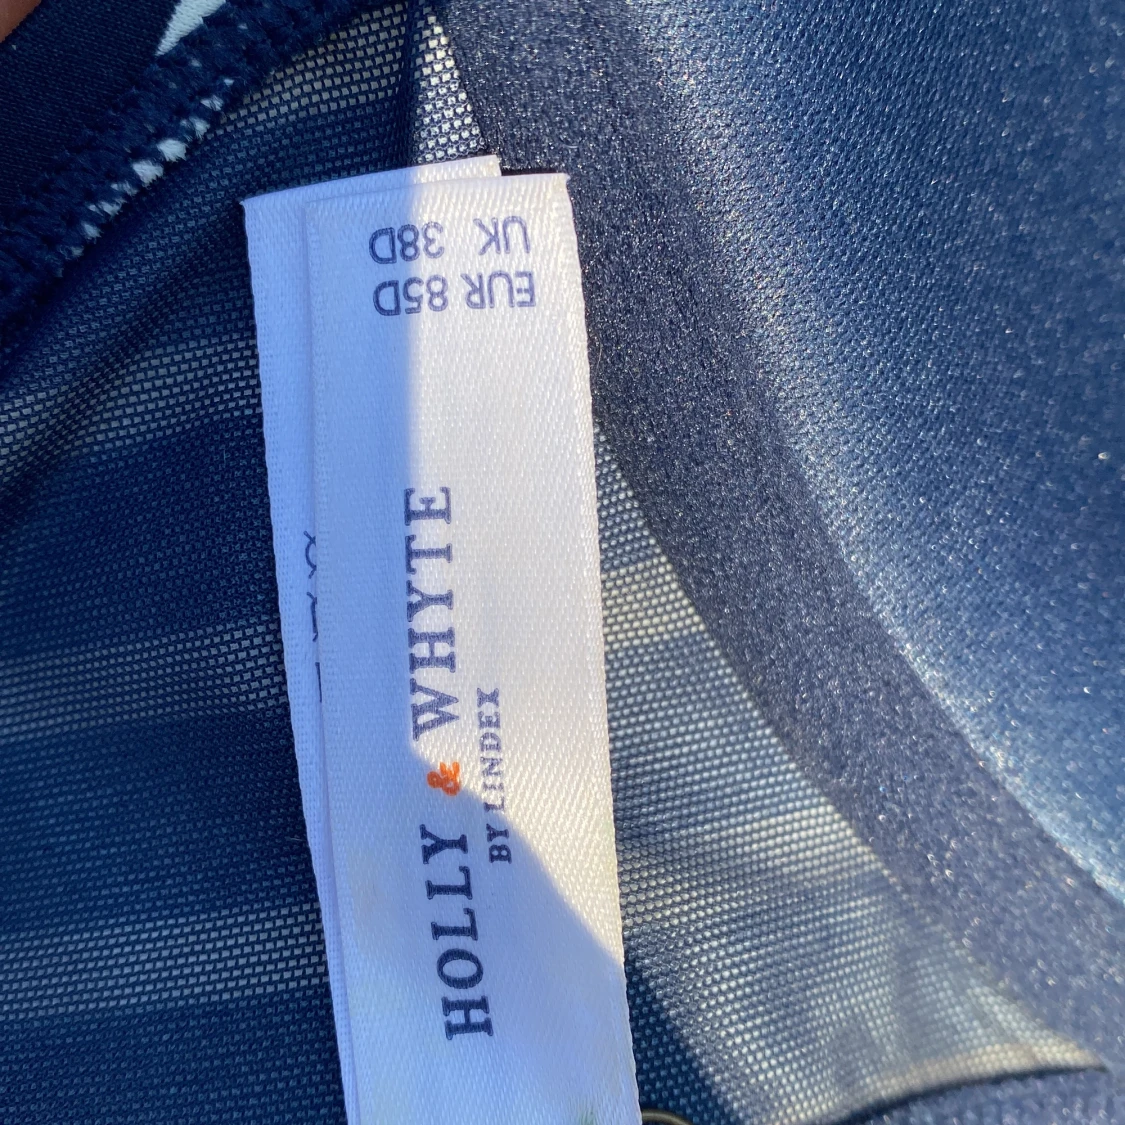 HOLLY & WHYTE
BY LINDEX
EUR 85D
UK 38D